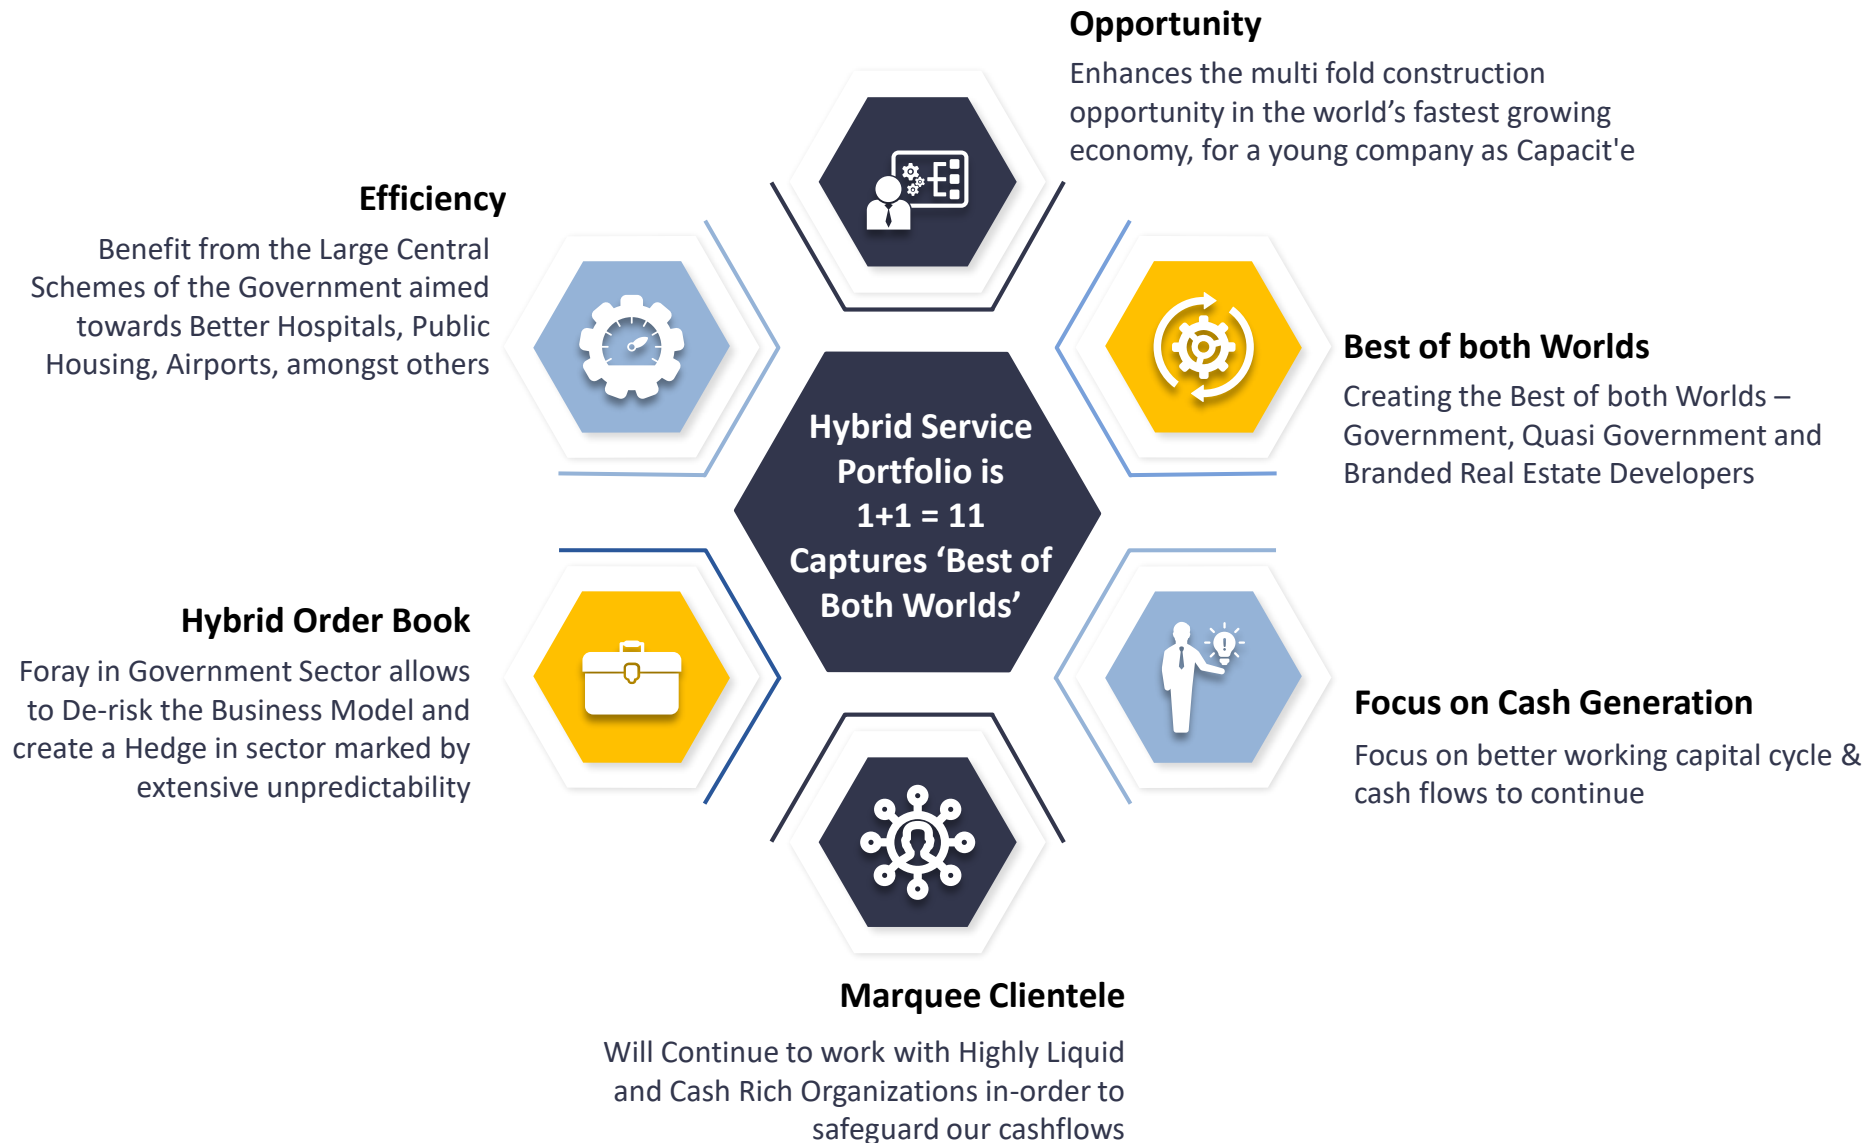 Opportunity
Enhances the multi fold construction
opportunity in the world’s fastest growing
economy, for a young company as Capacit'e
Efficiency
Benefit from the Large Central
Schemes of the Government aimed
towards Better Hospitals, Public
Housing, Airports, amongst others
Best of both Worlds
Creating the Best of both Worlds –
Government, Quasi Government and
Branded Real Estate Developers
Hybrid Service
Portfolio is
1+1 = 11
Captures ‘Best of
Both Worlds’
Hybrid Order Book
Foray in Government Sector allows
to De-risk the Business Model and
create a Hedge in sector marked by
extensive unpredictability
Focus on Cash Generation
Focus on better working capital cycle &
cash flows to continue
Marquee Clientele
Will Continue to work with Highly Liquid
and Cash Rich Organizations in-order to
safeguard our cashflows